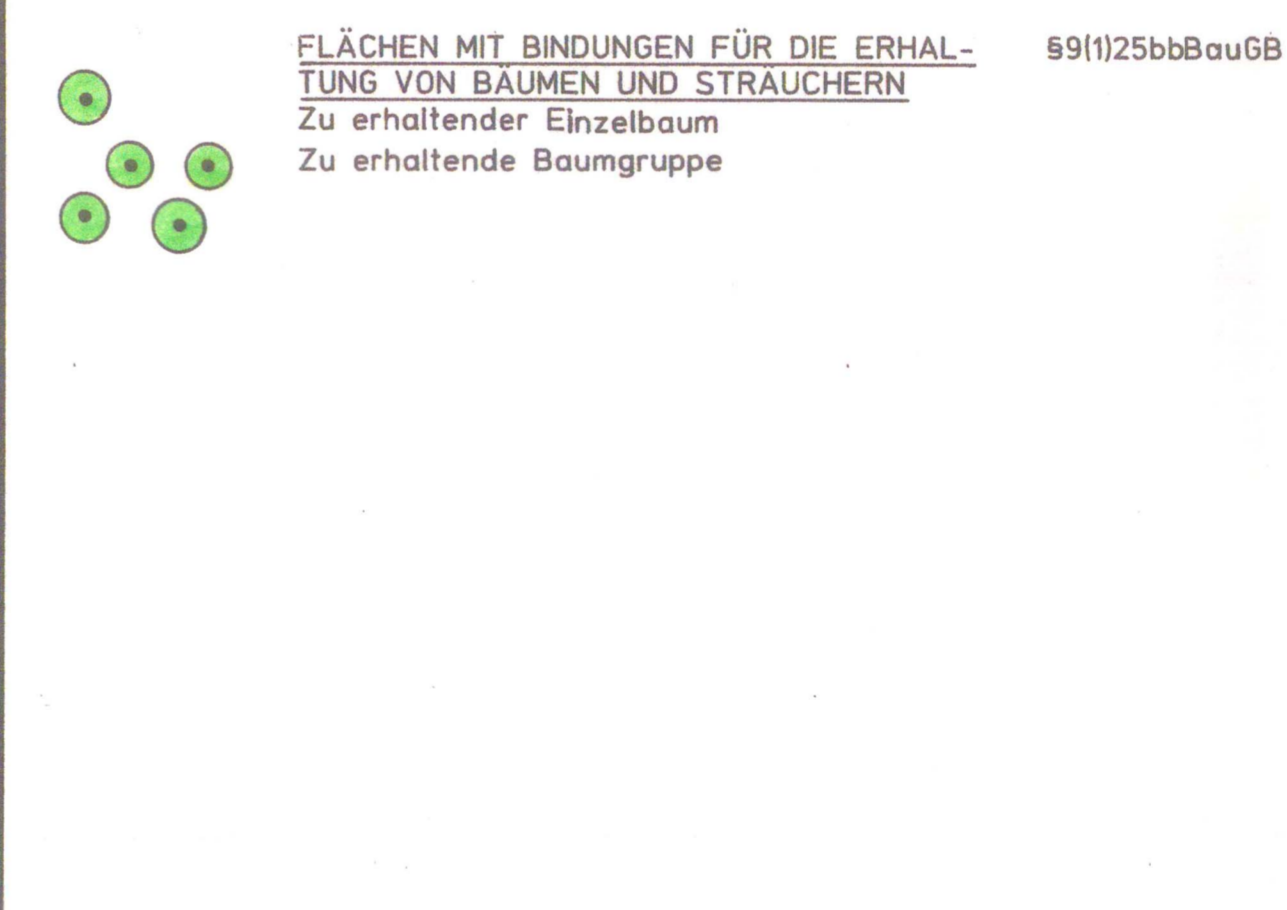 FLÄCHEN MIT BINDUNGEN FÜR DIE ERHAL- §9(1)25bbBauGB
TUNG VON BÄUMEN UND STRÄUCHERN
Zu erhaltender Einzelbaum
Zu erhaltende Baumgruppe